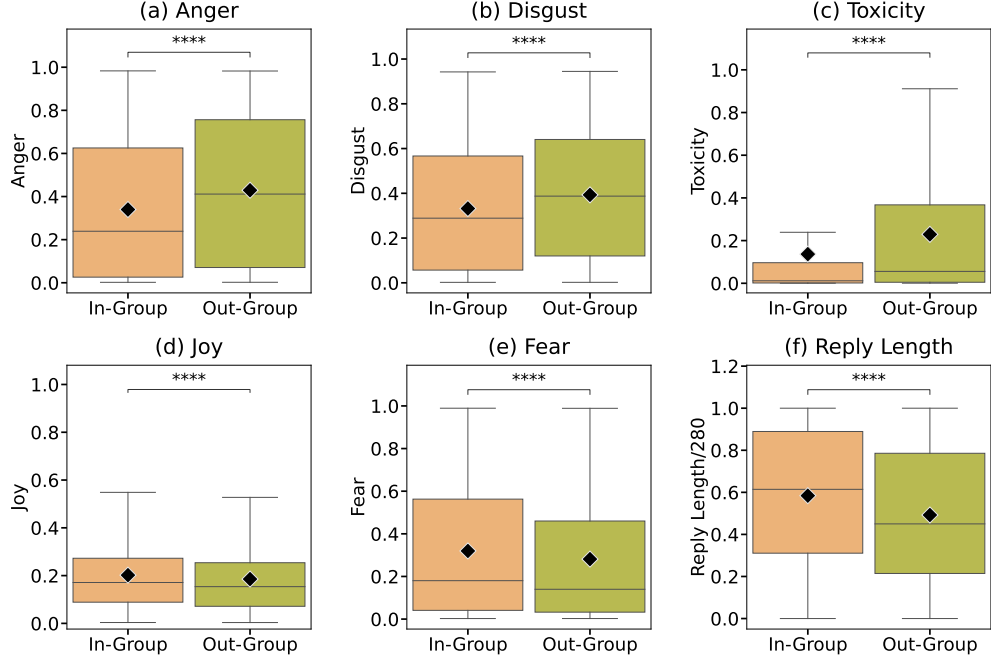 (a) Anger
****
1.0
0.8
0.6
0.4
0.2
0.0
Anger
In-Group Out-Group
(b) Disgust
****
1.0
0.8
0.6
0.4
0.2
0.0
Disgust
In-Group Out-Group
(c) Toxicity
****
1.0
0.8
0.6
0.4
0.2
0.0
Toxicity
In-Group Out-Group
(d) Joy
****
1.0
0.8
0.6
0.4
0.2
0.0
Joy
In-Group Out-Group
(e) Fear
****
1.0
0.8
0.6
0.4
0.2
0.0
Fear
In-Group Out-Group
(f) Reply Length
****
1.2
1.0
0.8
0.6
0.4
0.2
0.0
Reply Length/280
In-Group Out-Group